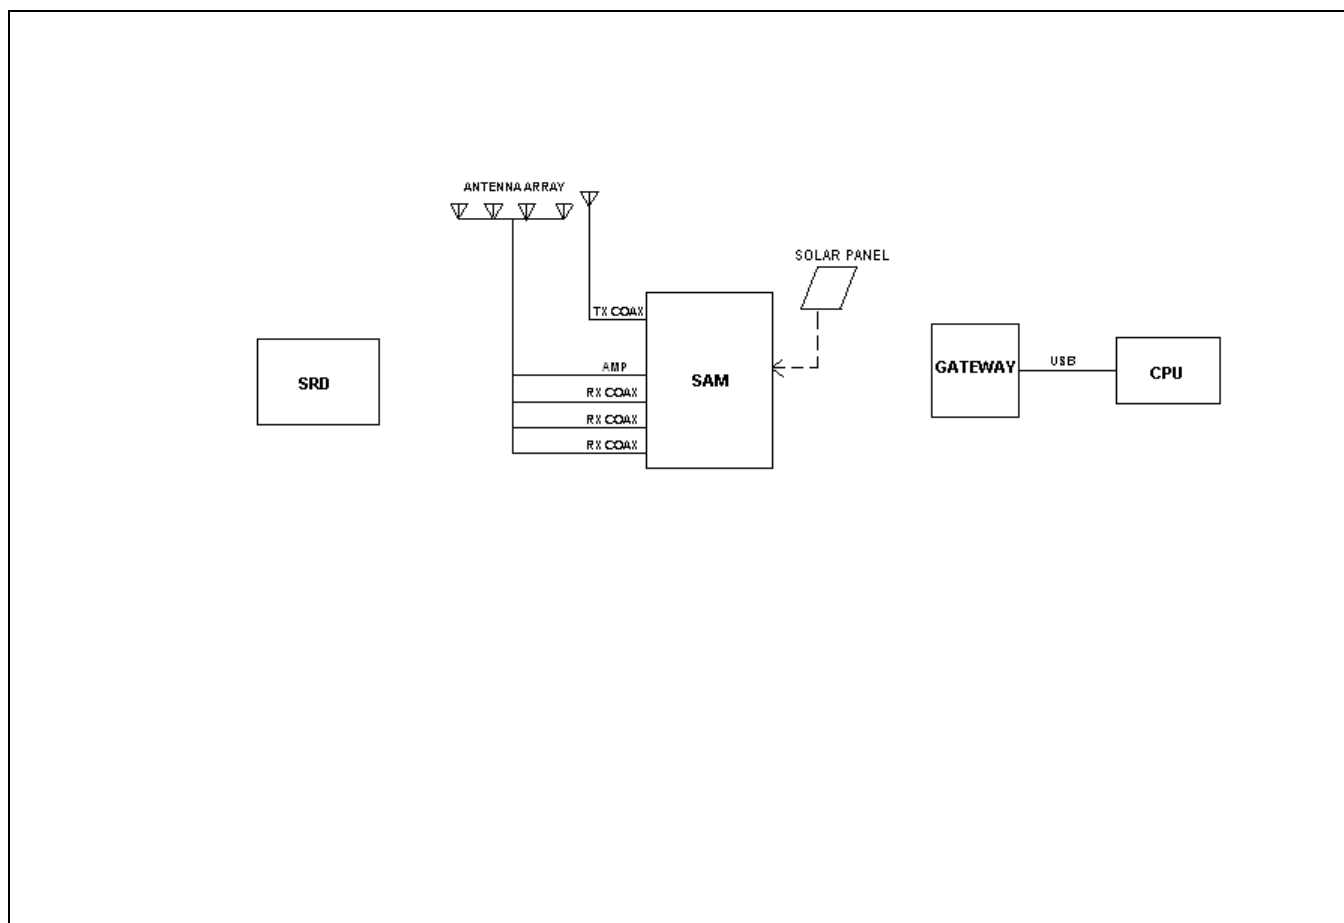 ANTENNA ARRAY
SOLAR PANEL
TX COAX
AMP
RX COAX
RX COAX
RX COAX
SRD
SAM
GATEWAY
USB
CPU